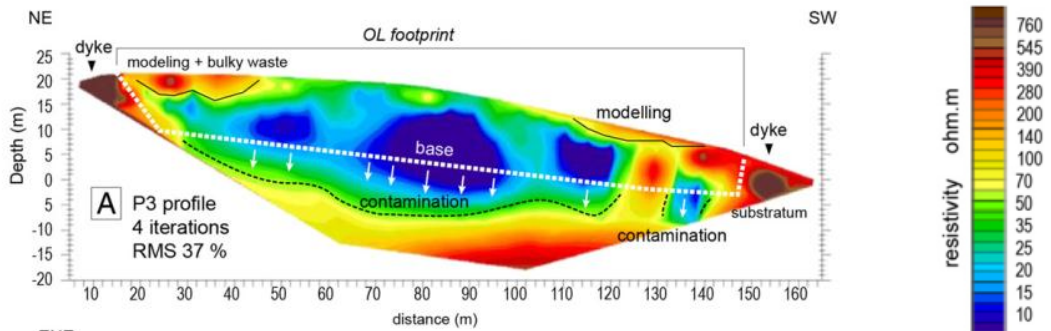 NE
SW
OL footprint
dyke
modeling + bulky waste
modelling
dyke
base
contamination
contamination
substratum
A
P3 profile
4 iterations
RMS 37 %
Depth (m)
25
20
15
10
5
0
5
-10
-15
-20
10 20 30 40 50 60 70 80 90 102 110 120 130 140 150 160
distance (m)
resistivity ohm.m
760
545
390
280
200
140
100
70
50
35
25
20
15
10